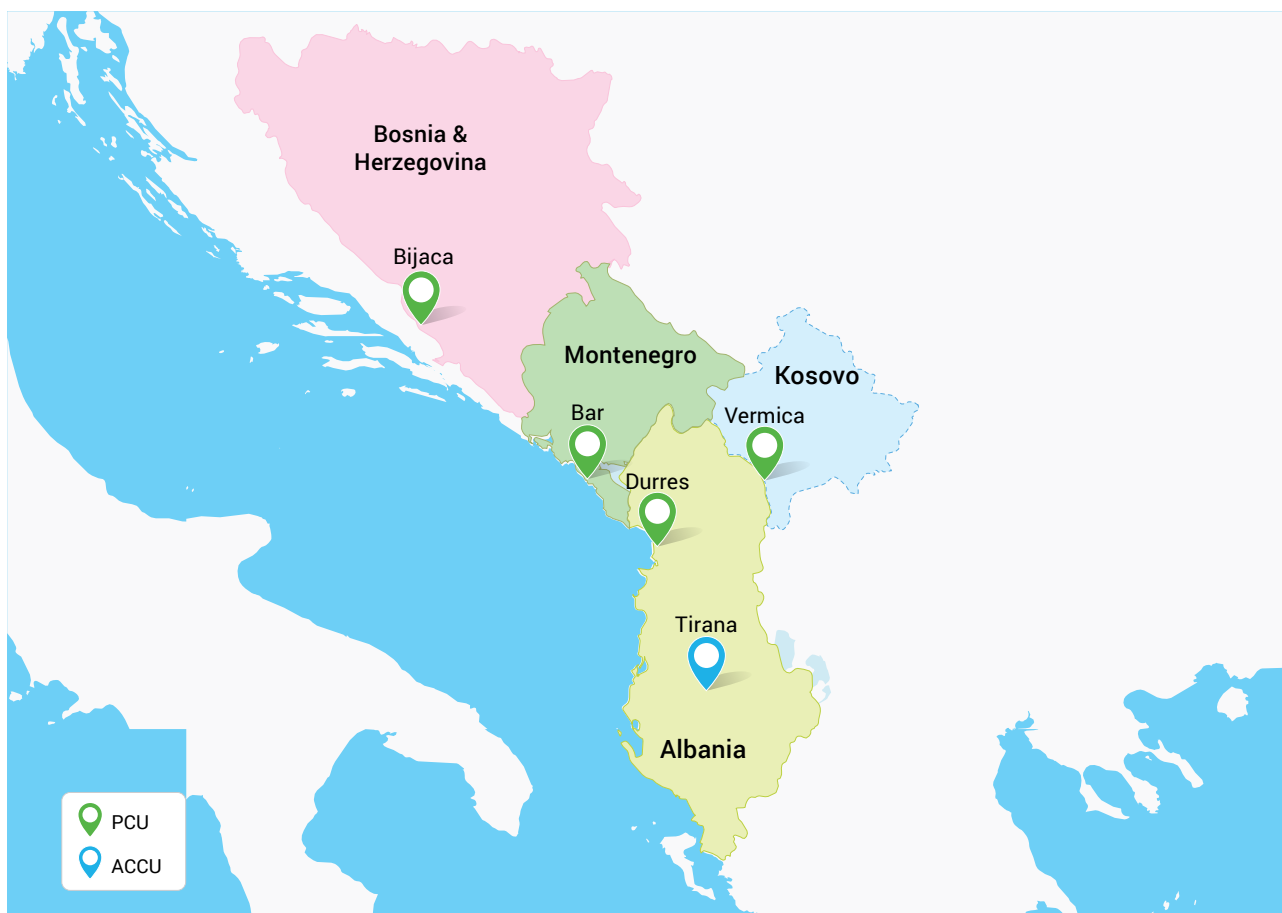 Bosnia &
Herzegovina
Bijaca
Montenegro
Kosovo
Bar
Vermica
Durres
Tirana
Albania
PCU
ACCU